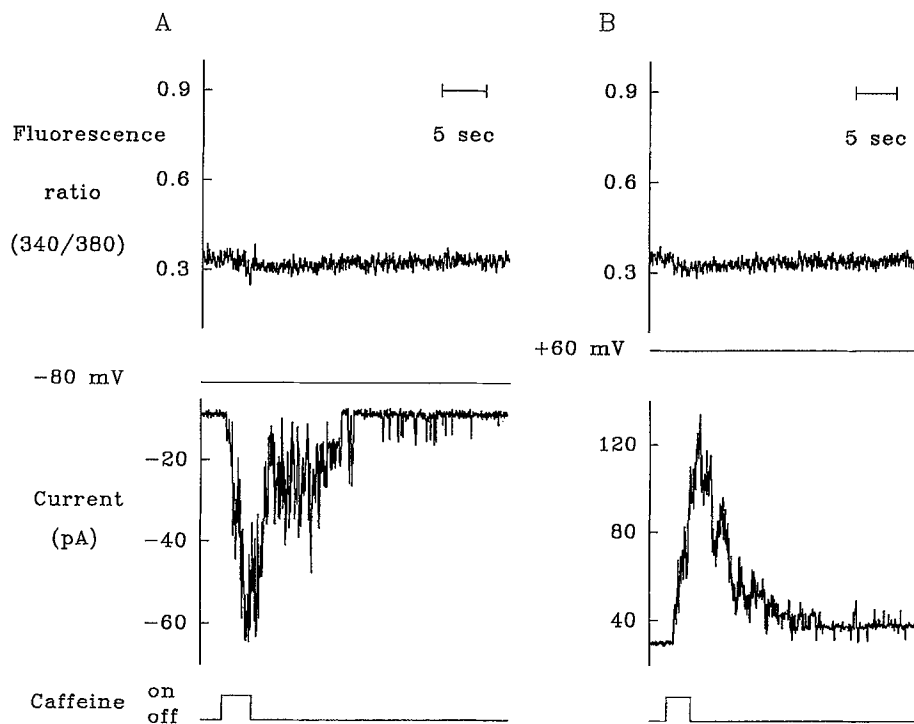 A
B
0.9
0.6
0.3
Fluorescence
ratio
(340/380)
5 sec
0.9
0.6
0.3
5 sec
−80 mV
+60 mV
−20
−40
−60
Current
(pA)
120
80
40
Caffeine
on
off